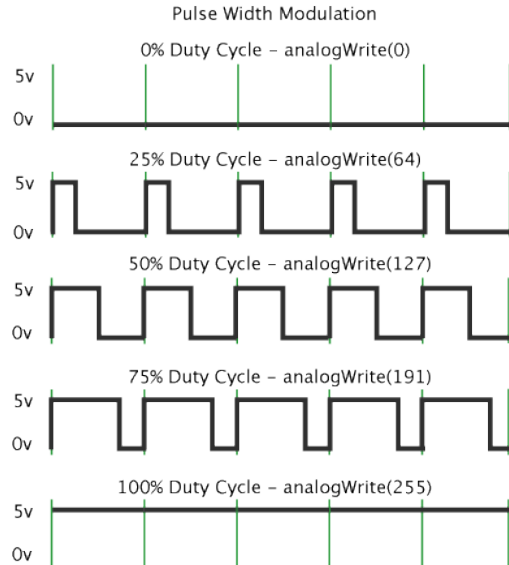 Pulse Width Modulation
0% Duty Cycle – analogWrite(0)
5v
0v
25% Duty Cycle – analogWrite(64)
5v
0v
50% Duty Cycle – analogWrite(127)
5v
0v
75% Duty Cycle – analogWrite(191)
5v
0v
100% Duty Cycle – analogWrite(255)
5v
0v